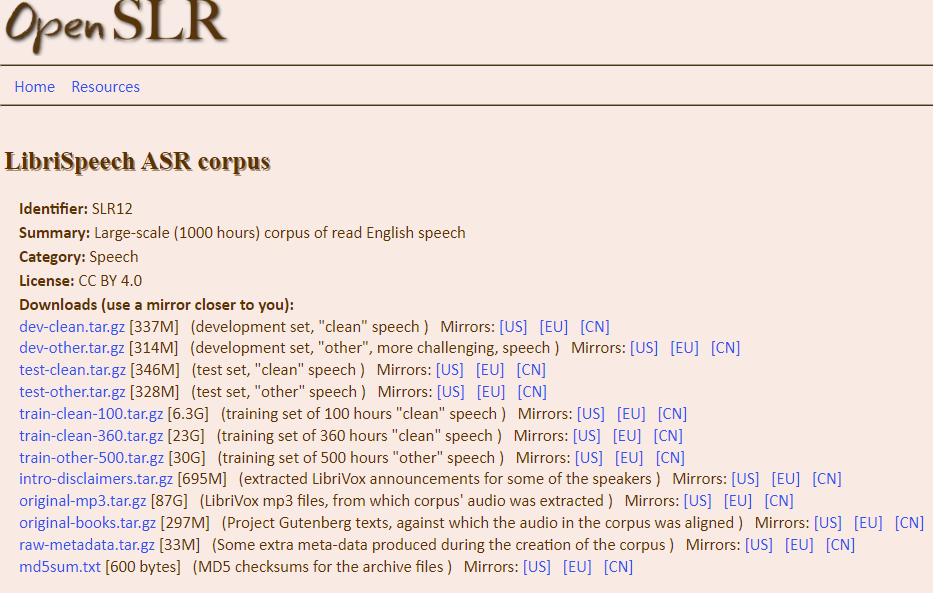 Open SLR
Home Resources
LibriSpeech ASR corpus
Identifier: SLR12
Summary: Large-scale (1000 hours) corpus of read English speech
Category: Speech
License: CC BY 4.0
Downloads (use a mirror closer to you):
dev-clean.tar.gz [337M] (development set, "clean" speech ) Mirrors: [US] [EU] [CN]
dev-other.tar.gz [314M] (development set, "other", more challenging, speech ) Mirrors: [US] [EU] [CN]
test-clean.tar.gz [346M] (test set, "clean" speech ) Mirrors: [US] [EU] [CN]
test-other.tar.gz [328M] (test set, "other" speech ) Mirrors: [US] [EU] [CN]
train-clean-100.tar.gz [6.3G] (training set of 100 hours "clean" speech ) Mirrors: [US] [EU] [CN]
train-clean-360.tar.gz [23G] (training set of 360 hours "clean" speech ) Mirrors: [US] [EU] [CN]
train-other-500.tar.gz [30G] (training set of 500 hours "other" speech ) Mirrors: [US] [EU] [CN]
intro-disclaimers.tar.gz [695M] (extracted LibriVox announcements for some of the speakers ) Mirrors: [US] [EU] [CN]
original-mp3.tar.gz [87G] (LibriVox mp3 files, from which corpus' audio was extracted ) Mirrors: [US] [EU] [CN]
original-books.tar.gz [297M] (Project Gutenberg texts, against which the audio in the corpus was aligned ) Mirrors: [US] [EU] [CN]
raw-metadata.tar.gz [33M] (Some extra meta-data produced during the creation of the corpus ) Mirrors: [US] [EU] [CN]
md5sum.txt [600 bytes] (MD5 checksums for the archive files ) Mirrors: [US] [EU] [CN]